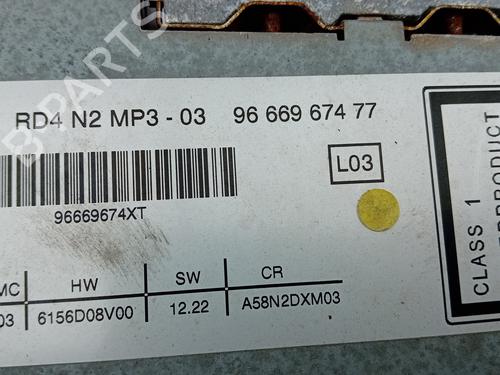 RD4 N2 MP3 - 03 96 669 674 77
L03
96669674XT
MC HW SW CR
03 6156D08V00 12.22 A58N2DXM03
CLASS 1
B-PARTS